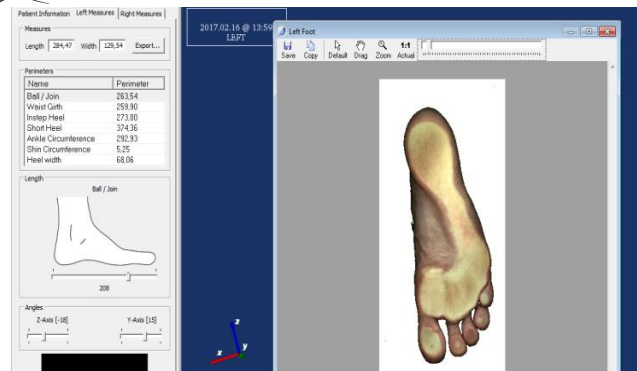 Patient Information Left Measures Right Measures
Measures
Length 284,47 Width 129,54 Export...
Perimeters
Name Perimeter
Ball / Join 263,54
Waist Girth 259,90
Instep Heel 273,00
Short Heel 374,36
Ankle Circumference 292,93
Shin Circumference 5,25
Heel width 68,06
Length
Ball / Join
208
Angles
Z-Axis [-18] Y-Axis [15]
2017.02.16 @ 13:59
LEFT
z
x y
Left Foot
1:1
Save Copy Default Drag Zoom Actual